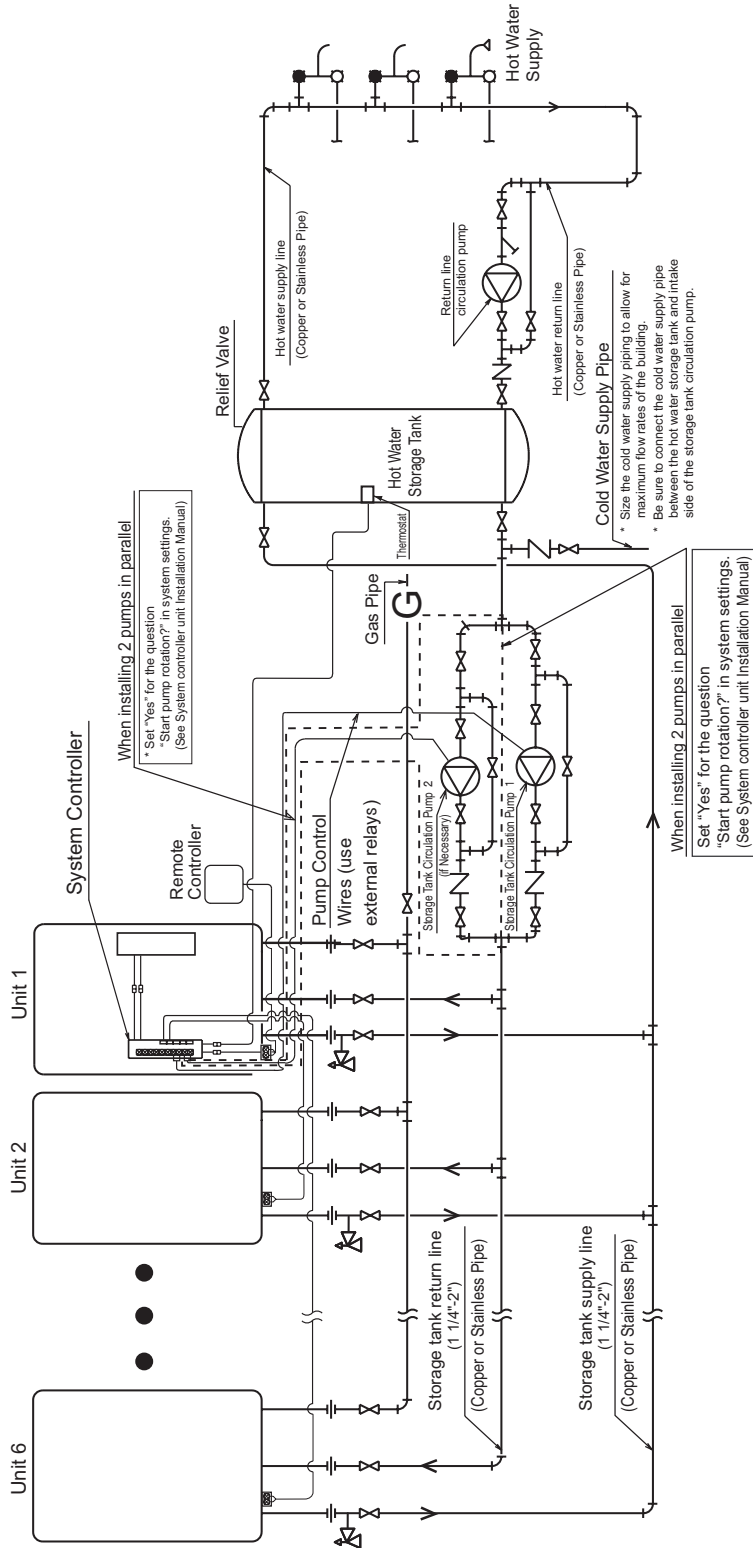 Unit 6
Unit 2
Unit 1
System Controller
When installing 2 pumps in parallel
* Set "Yes" for the question
"Start pump rotation?" in system settings.
(See System controller unit Installation Manual)
Remote
Controller
Relief Valve
Hot water supply line
(Copper or Stainless Pipe)
Hot Water
Supply
Pump Control
Wires (use
external relays)
Gas Pipe
G
Thermostat
Hot Water
Storage Tank
Return line
circulation pump
Storage Tank Circulation Pump 2
(if Necessary)
Storage Tank Circulation Pump 1
Hot water return line
(Copper or Stainless Pipe)
Cold Water Supply Pipe
* Size the cold water supply piping to allow for
maximum flow rates of the building.
* Be sure to connect the cold water supply pipe
between the hot water storage tank and intake
side of the storage tank circulation pump.
Storage tank return line
(1 1/4"-2")
(Copper or Stainless Pipe)
Storage tank supply line
(1 1/4"-2")
(Copper or Stainless Pipe)
When installing 2 pumps in parallel
Set "Yes" for the question
"Start pump rotation?" in system settings.
(See System controller unit Installation Manual)